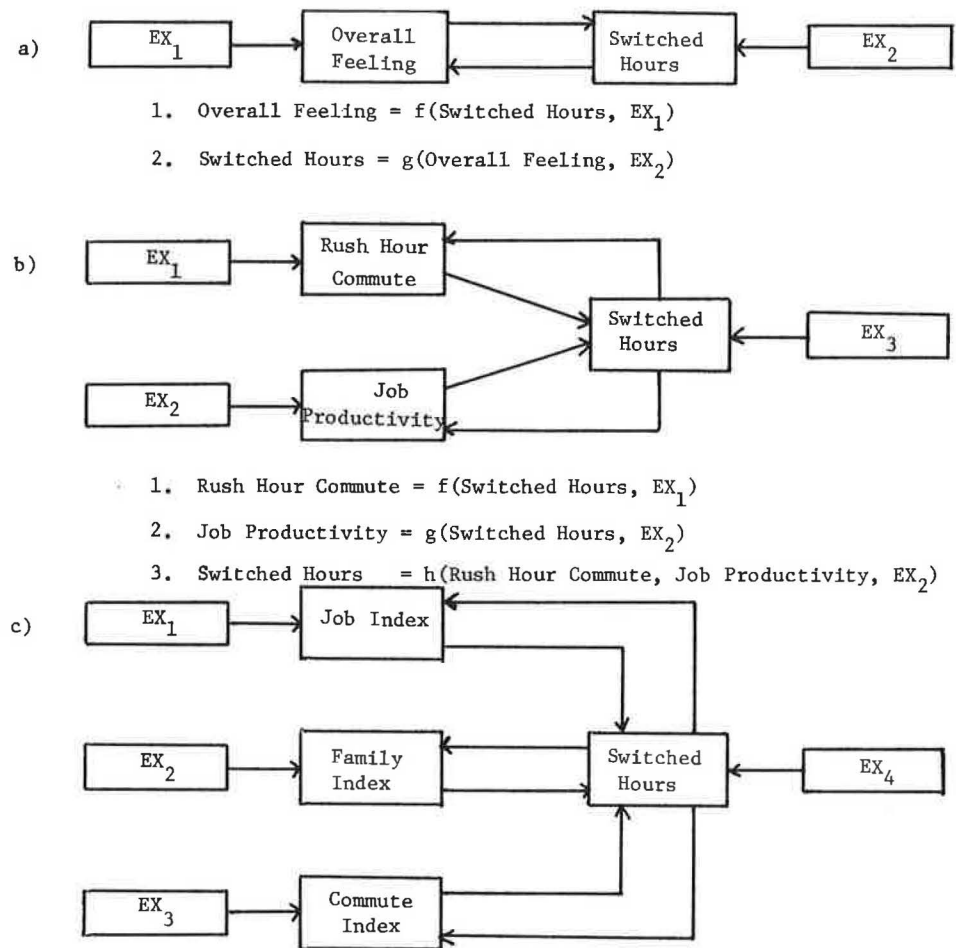 a)
EX1
Overall
Feeling
Switched
Hours
EX2
1. Overall Feeling = f(Switched Hours, EX1)
2. Switched Hours = g(Overall Feeling, EX2)
b)
EX1
Rush Hour
Commute
Switched
Hours
EX3
EX2
Job
Productivity
1. Rush Hour Commute = f(Switched Hours, EX1)
2. Job Productivity = g(Switched Hours, EX2)
3. Switched Hours = h(Rush Hour Commute, Job Productivity, EX2)
c)
EX1
Job Index
EX2
Family
Index
Switched
Hours
EX4
EX3
Commute
Index